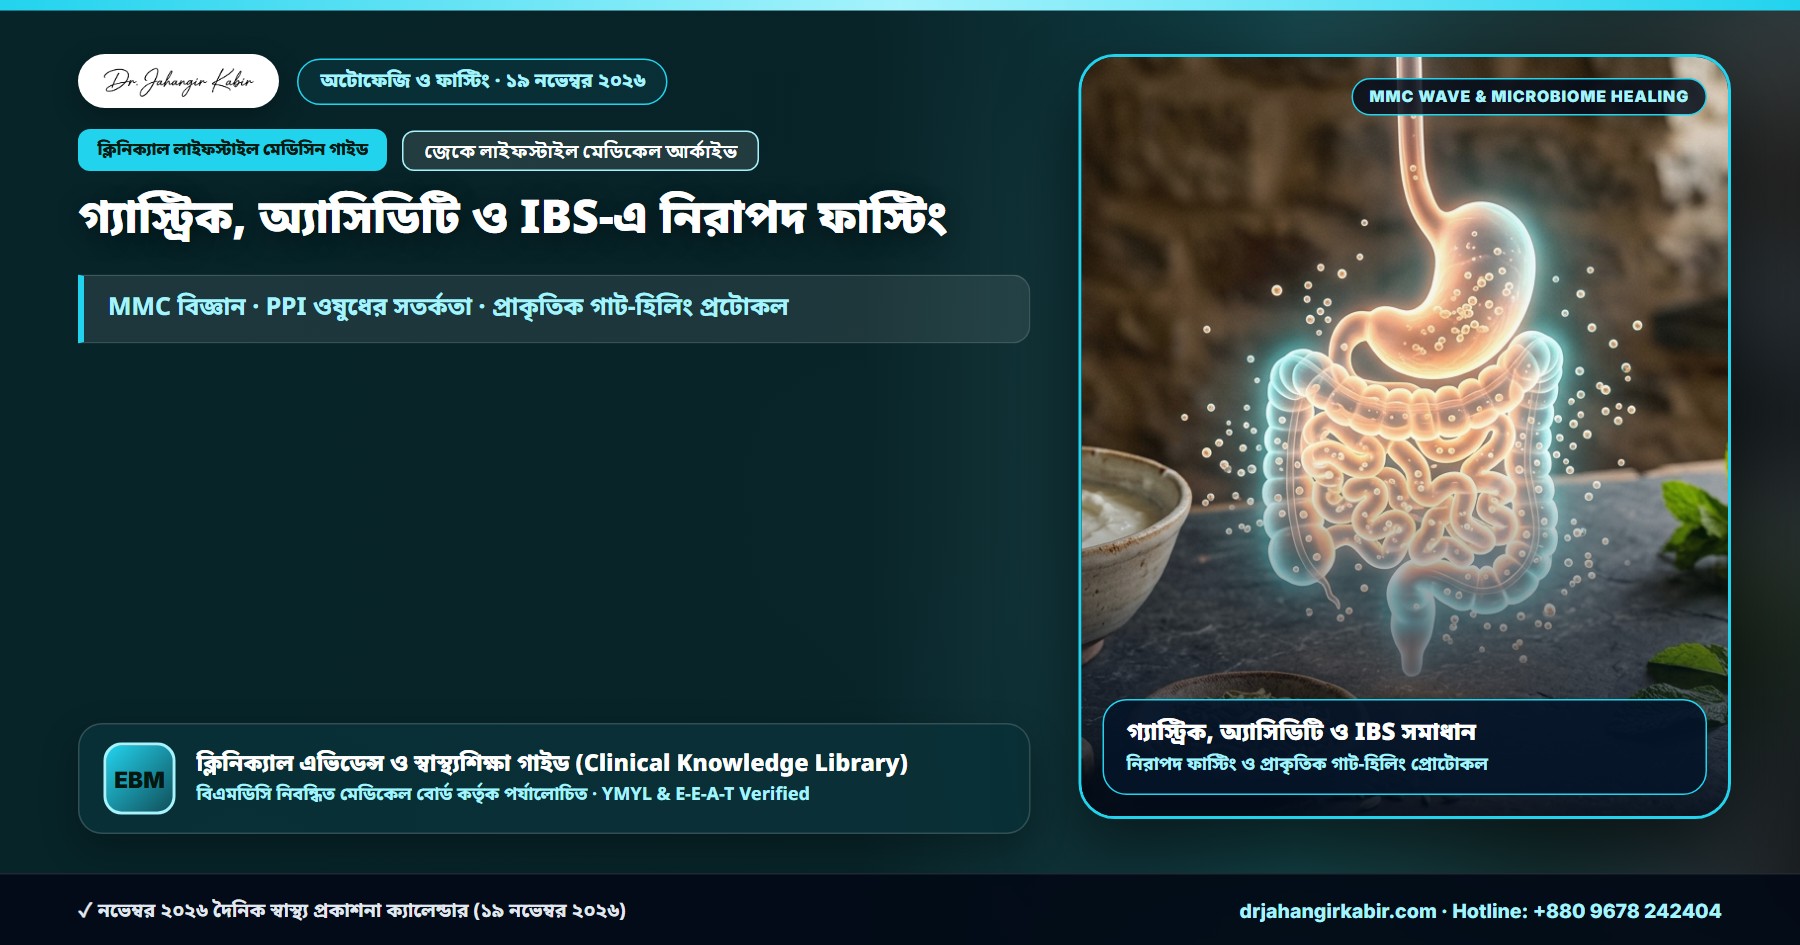 Dr. Jahangir Kabir
অটোফেজি ও ফাস্টিং · ১৯ নভেম্বর ২০২৬
ক্লিনিক্যাল লাইফস্টাইল মেডিসিন গাইড
জেকে লাইফস্টাইল মেডিকেল আর্কাইভ
গ্যাস্ট্রিক, অ্যাসিডিটি ও IBS-এ নিরাপদ ফাস্টিং
MMC বিজ্ঞান · PPI ওষুধের সতর্কতা · প্রাকৃতিক গাট-হিলিং প্রটোকল
EBM
ক্লিনিক্যাল এভিডেন্স ও স্বাস্থ্যশিক্ষা গাইড (Clinical Knowledge Library)
বিএমডিসি নিবন্ধিত মেডিকেল বোর্ড কর্তৃক পর্যালোচিত · YMYL & E-E-A-T Verified
MMC WAVE & MICROBIOME HEALING
গ্যাস্ট্রিক, অ্যাসিডিটি ও IBS সমাধান
নিরাপদ ফাস্টিং ও প্রাকৃতিক গাট-হিলিং প্রোটোকল
✓ নভেম্বর ২০২৬ দৈনিক স্বাস্থ্য প্রকাশনা ক্যালেন্ডার (১৯ নভেম্বর ২০২৬)
drjahangirkabir.com · Hotline: +880 9678 242404